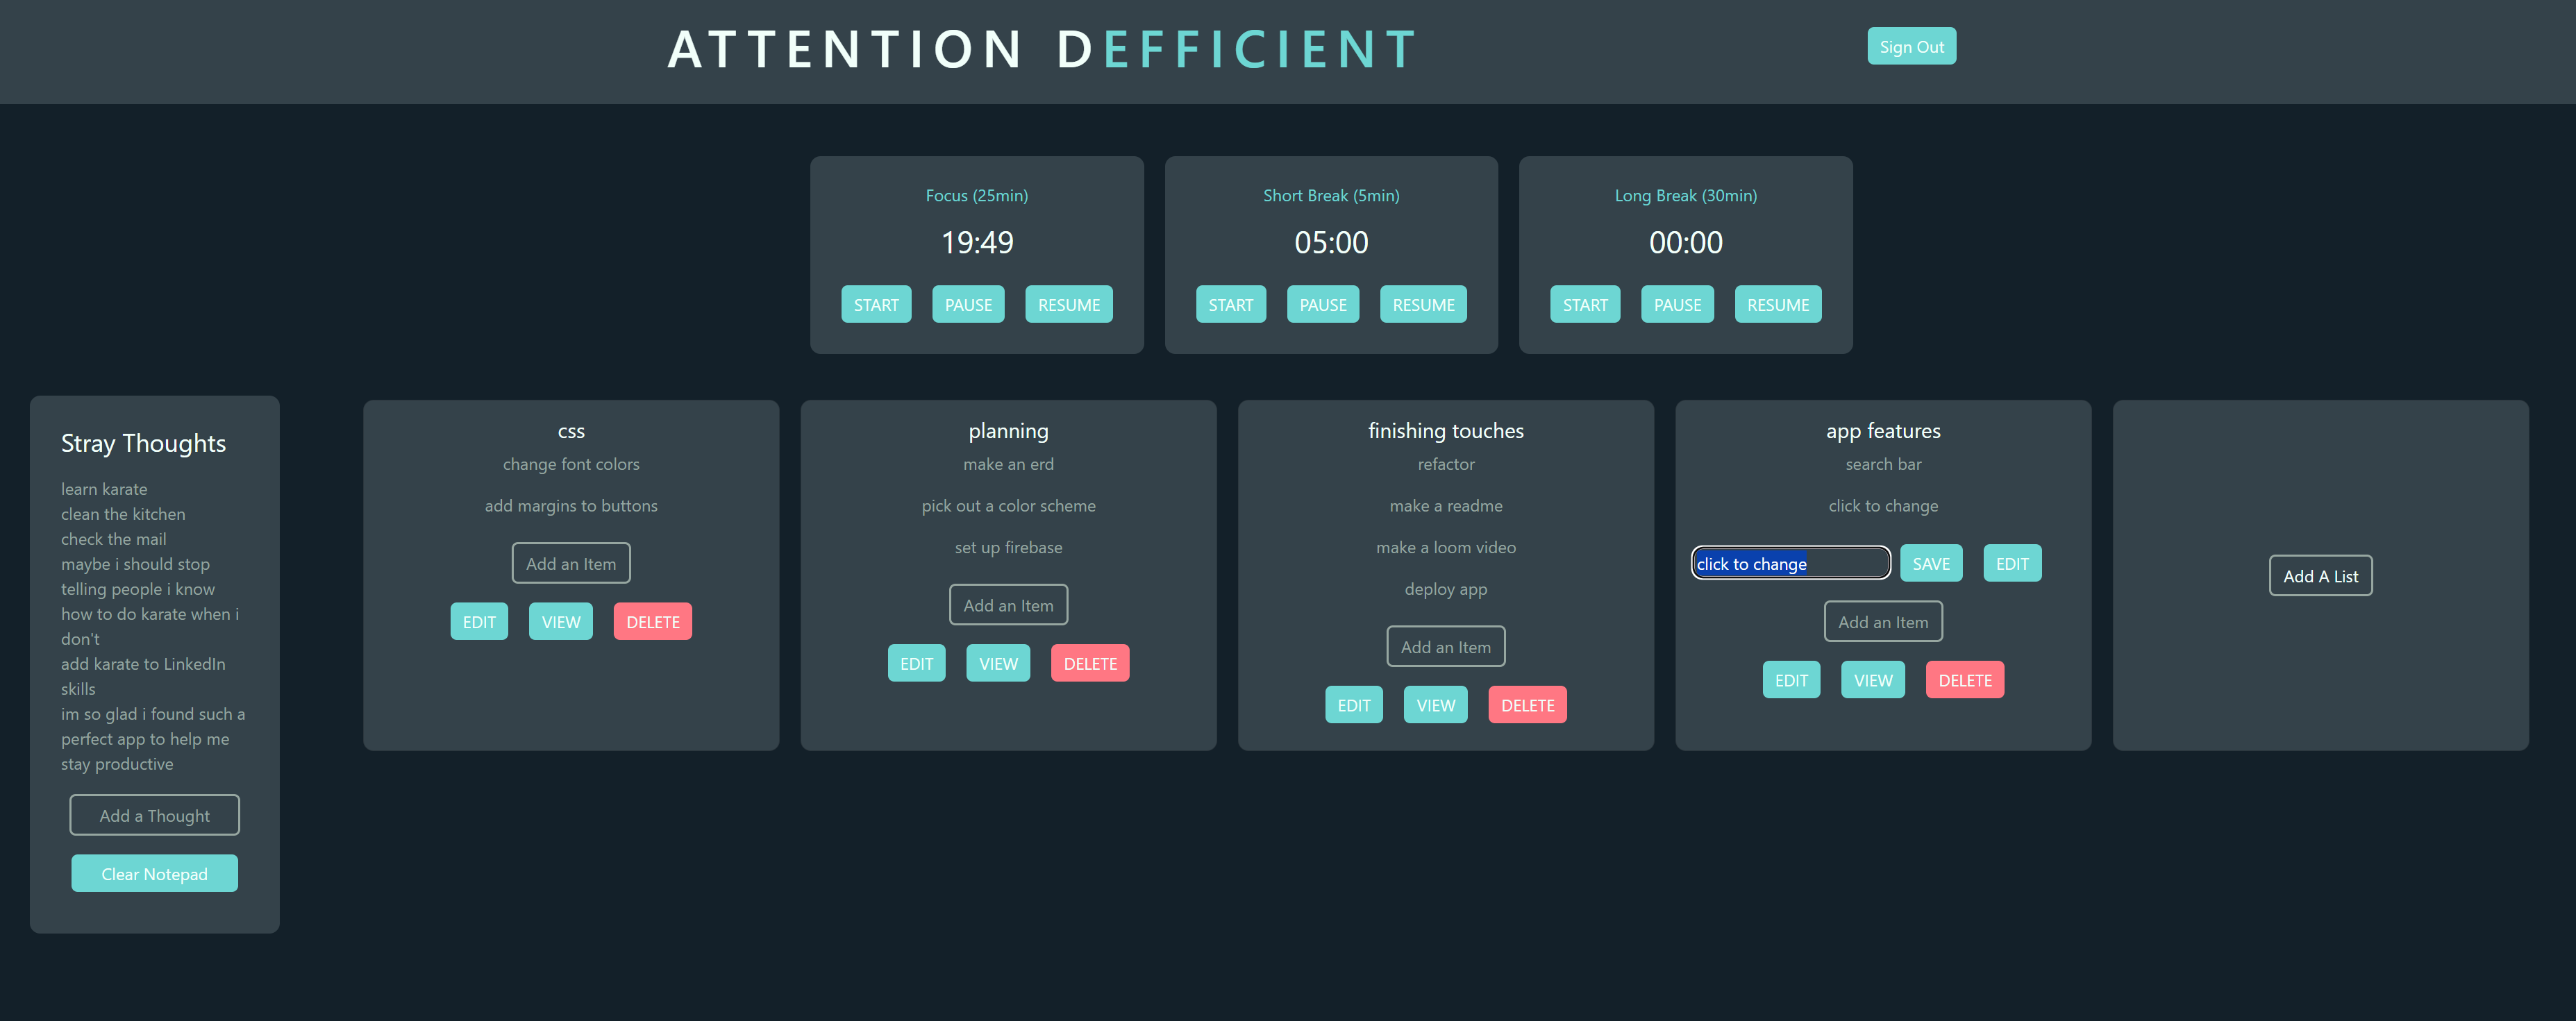 ATTENTION DEFFICIENT
Sign Out
Focus (25min)
19:49
START PAUSE RESUME
Short Break (5min)
05:00
START PAUSE RESUME
Long Break (30min)
00:00
START PAUSE RESUME
Stray Thoughts
learn karate
clean the kitchen
check the mail
maybe i should stop
telling people i know
how to do karate when i
don't
add karate to LinkedIn
skills
im so glad i found such a
perfect app to help me
stay productive
Add a Thought
Clear Notepad
css
change font colors
add margins to buttons
Add an Item
EDIT VIEW DELETE
planning
make an erd
pick out a color scheme
set up firebase
Add an Item
EDIT VIEW DELETE
finishing touches
refactor
make a readme
make a loom video
deploy app
Add an Item
EDIT VIEW DELETE
app features
search bar
click to change
click to change SAVE EDIT
Add an Item
EDIT VIEW DELETE
Add A List